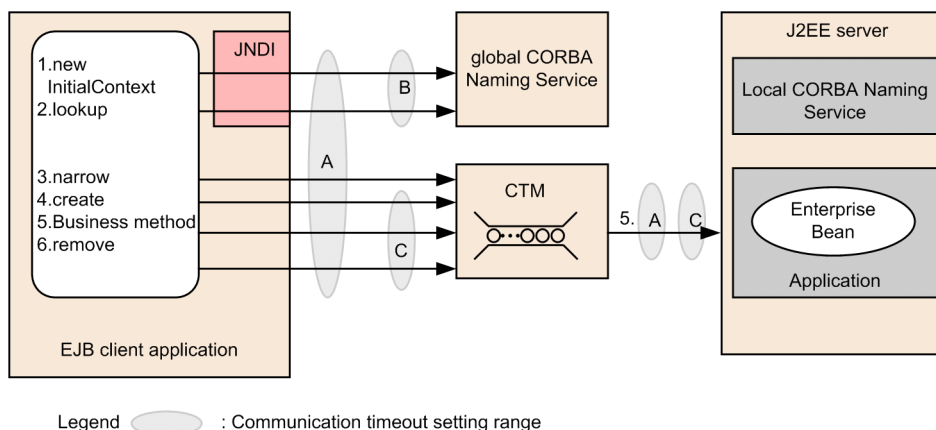 JNDI
1.new
InitialContext
2.lookup
3.narrow
4.create
5.Business method
6.remove
EJB client application
A
B
C
global CORBA
Naming Service
CTM
5.
A
C
J2EE server
Local CORBA Naming
Service
Enterprise
Bean
Application
Legend
: Communication timeout setting range